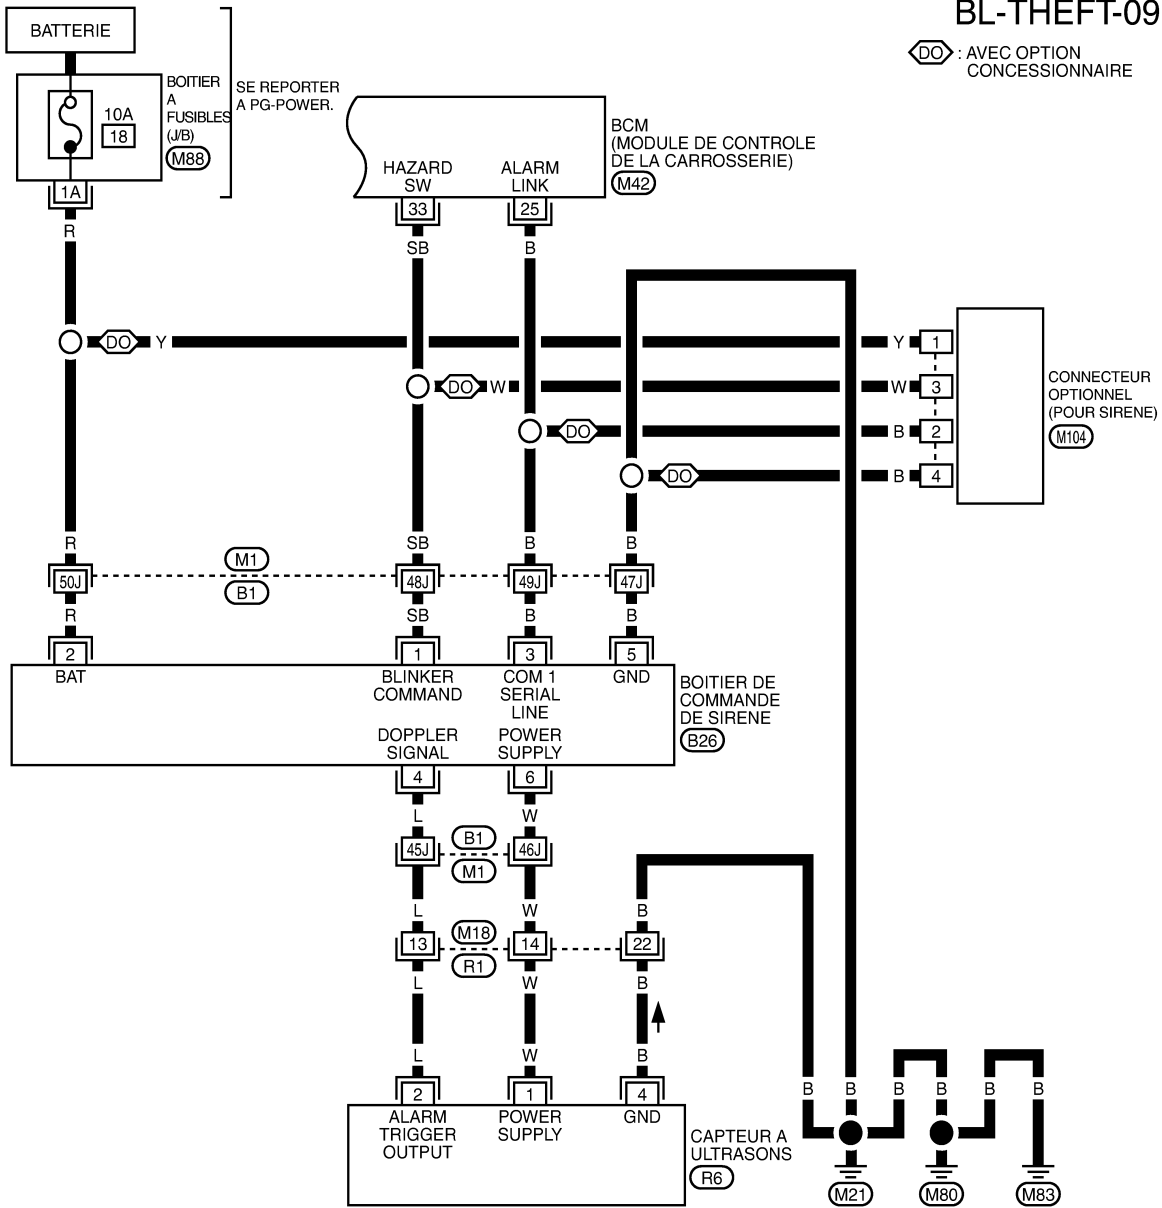 BL-THEFT-09
DO : AVEC OPTION
CONCESSIONNAIRE
BATTERIE
10A
18
BOITIER
A
FUSIBLES
(J/B)
M88
SE REPORTER
A PG-POWER.
1A
R
HAZARD
SW
ALARM
LINK
BCM
(MODULE DE CONTROLE
DE LA CARROSSERIE)
M42
33
25
SB
B
DO
Y
Y
1
DO
W
W
3
DO
B
2
DO
B
4
CONNECTEUR
OPTIONNEL
(POUR SIRENE)
M104
R
SB
B
B
M1
50J
48J
49J
47J
B1
R
SB
B
B
2
1
3
5
BAT
BLINKER
COMMAND
COM 1
SERIAL
LINE
GND
BOITIER DE
COMMANDE
DE SIRENE
B26
DOPPLER
SIGNAL
POWER
SUPPLY
4
6
L
W
B1
45J
46J
M1
L
W
B
M18
13
14
22
R1
L
W
B
L
W
B
2
1
4
ALARM
TRIGGER
OUTPUT
POWER
SUPPLY
GND
CAPTEUR A
ULTRASONS
R6
B
B
B
B
B
B
M21
M80
M83